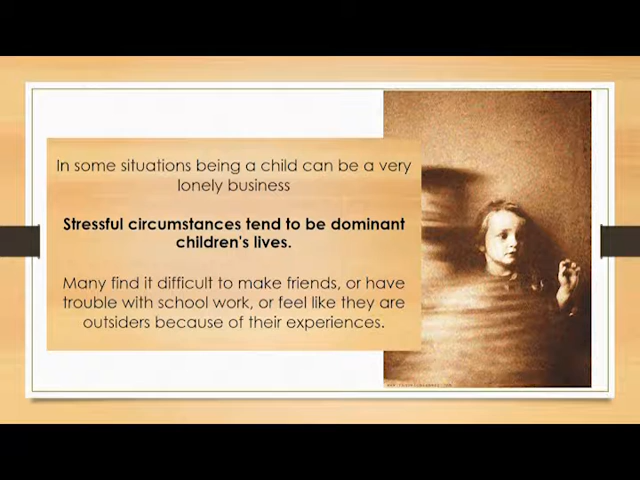 In some situations being a child can be a very
lonely business
Stressful circumstances tend to be dominant
children's lives.
Many find it difficult to make friends, or have
trouble with school work, or feel like they are
outsiders because of their experiences.